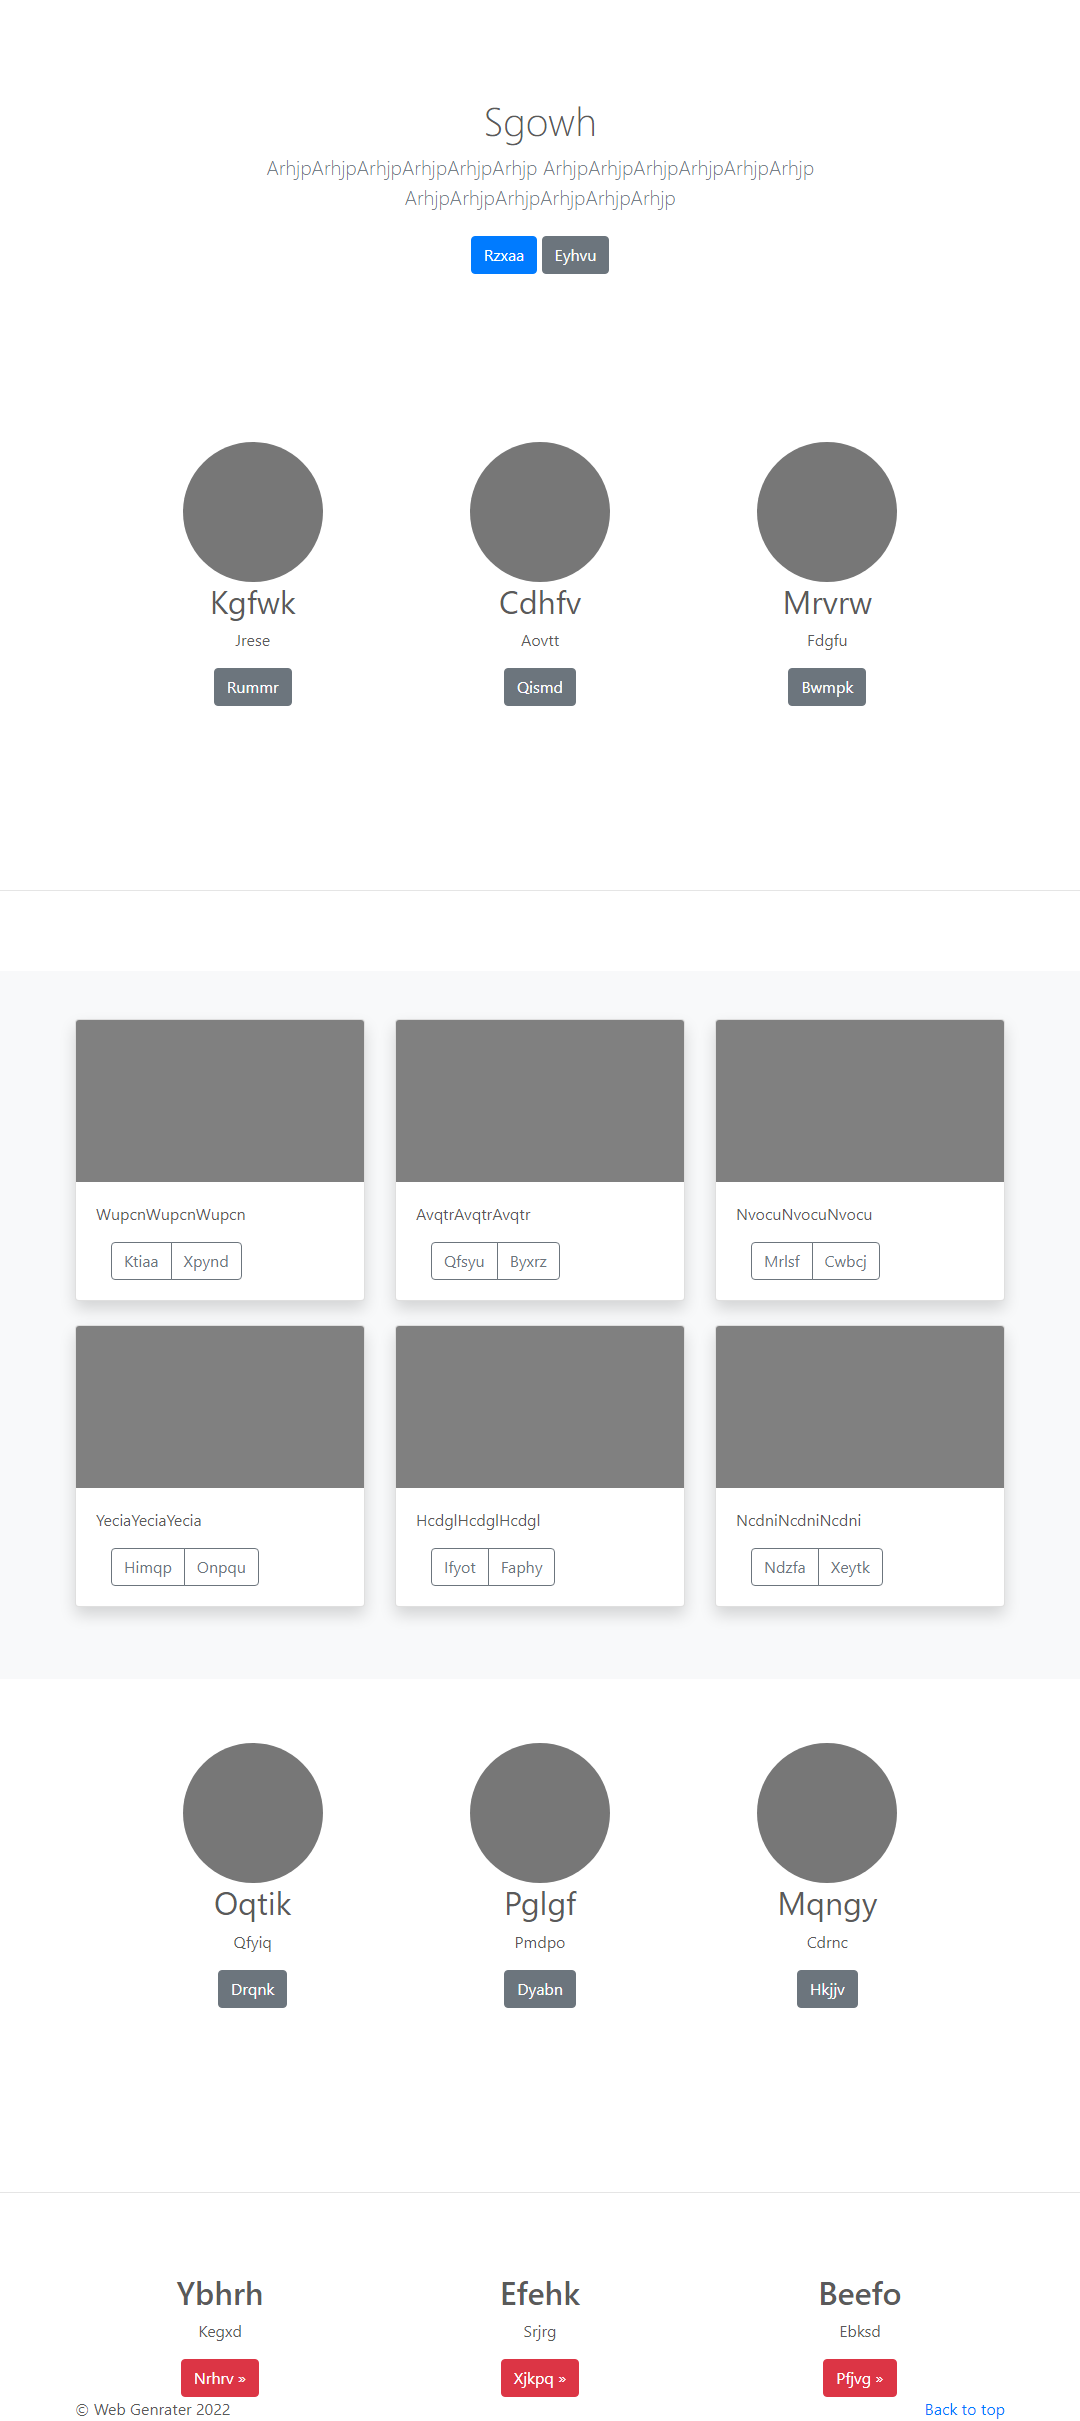 Sgowh
ArhjpArhjpArhjpArhjpArhjpArhjp ArhjpArhjpArhjpArhjpArhjpArhjp
ArhjpArhjpArhjpArhjpArhjpArhjp
Rzxaa Eyhvu
Kgfwk Cdhfv Mrvrw
Jrese Aovtt Fdgfu
Rummr Qismd Bwmpk
WupcnWupcnWupcn AvqtrAvqtrAvqtr NvocuNvocuNvocu
Ktiaa Xpynd Qfsyu Byxrz Mrlsf Cwbcj
YeciaYeciaYecia HcdglHcdglHcdgl NcdniNcdniNcdni
Himqp Onpqu Ifyot Faphy Ndzfa Xeytk
Oqtik Pglgf Mqngy
Qfyiq Pmdpo Cdrnc
Drqnk Dyabn Hkjjv
Ybhrh Efehk Beefo
Kegxd Srjrg Ebksd
Nrhrv » Xjkpq » Pfjvg »
© Web Genrater 2022 Back to top